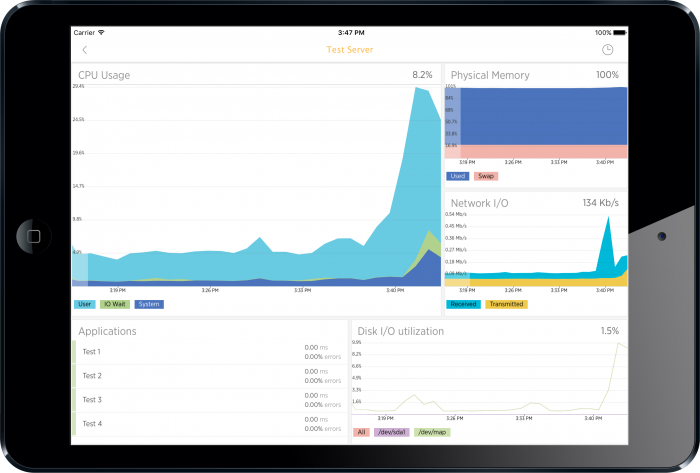 Carrier 3:47 PM 100%
Test Server
CPU Usage 8.2%
29.4%
24.5%
19.6%
14.7%
9.8%
4.9%
3:19 PM 3:26 PM 3:33 PM 3:40 PM
User IO Wait System
Physical Memory 100%
101%
84%
68%
50.7%
33.8%
16.9%
3:19 PM 3:26 PM 3:33 PM 3:40 PM
Used Swap
Network I/O 134 Kb/s
0.54 Mb/s
0.45 Mb/s
0.36 Mb/s
0.27 Mb/s
0.18 Mb/s
0.09 Mb/s
3:19 PM 3:26 PM 3:33 PM 3:40 PM
Received Transmitted
Applications
Test 1 0.00 ms
0.00% errors
Test 2 0.00 ms
0.00% errors
Test 3 0.00 ms
0.00% errors
Test 4 0.00 ms
0.00% errors
Disk I/O utilization 1.5%
9.9%
8.2%
6.6%
4.9%
3.3%
1.6%
3:19 PM 3:26 PM 3:33 PM 3:40 PM
All /dev/sda1 /dev/map